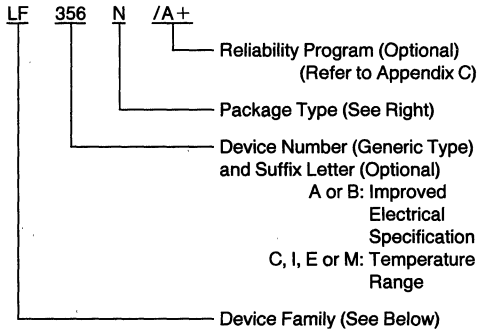 LF 356 N /A+
Reliability Program (Optional)
(Refer to Appendix C)
Package Type (See Right)
Device Number (Generic Type)
and Suffix Letter (Optional)
A or B: Improved
Electrical
Specification
C, I, E or M: Temperature
Range
Device Family (See Below)